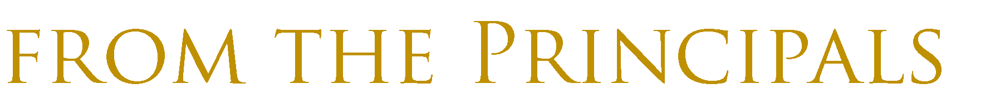 FROM THE PRINCIPALS